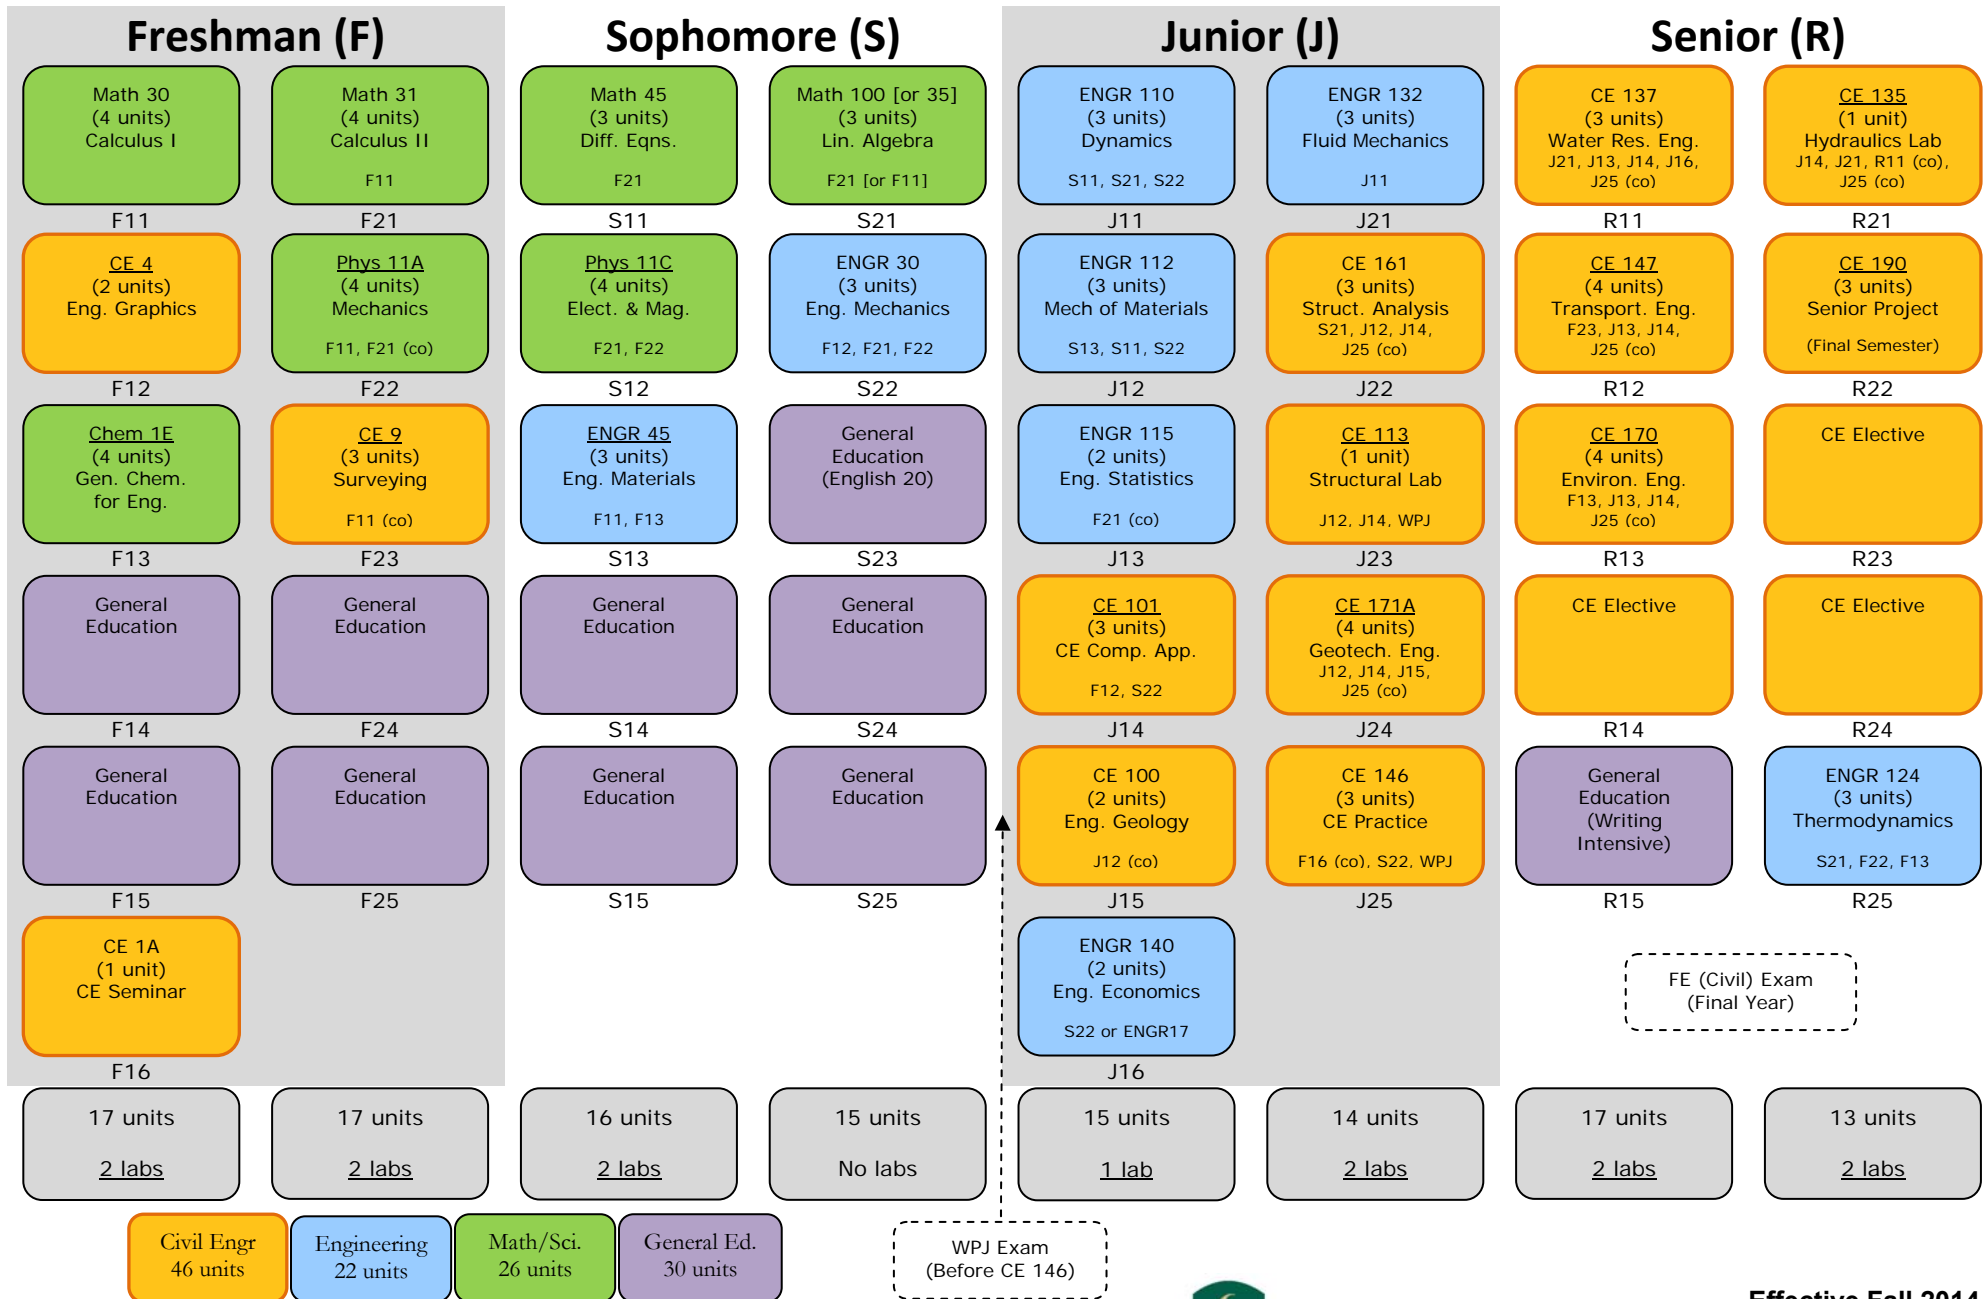 Freshman (F)
Sophomore (S)
Junior (J)
Senior (R)
Math 30
(4 units)
Calculus I
F11
Math 31
(4 units)
Calculus II
F11
F21
Math 45
(3 units)
Diff. Eqns.
F21
S11
Math 100 [or 35]
(3 units)
Lin. Algebra
F21 [or F11]
S21
ENGR 110
(3 units)
Dynamics
S11, S21, S22
J11
ENGR 132
(3 units)
Fluid Mechanics
J11
J21
CE 137
(3 units)
Water Res. Eng.
J21, J13, J14, J16,
J25 (co)
R11
CE 135
(1 unit)
Hydraulics Lab
J14, J21, R11 (co),
J25 (co)
R21
CE 4
(2 units)
Eng. Graphics
F12
Phys 11A
(4 units)
Mechanics
F11, F21 (co)
F22
Phys 11C
(4 units)
Elect. & Mag.
F21, F22
S12
ENGR 30
(3 units)
Eng. Mechanics
F12, F21, F22
S22
ENGR 112
(3 units)
Mech of Materials
S13, S11, S22
J12
CE 161
(3 units)
Struct. Analysis
S21, J12, J14,
J25 (co)
J22
CE 147
(4 units)
Transport. Eng.
F23, J13, J14,
J25 (co)
R12
CE 190
(3 units)
Senior Project
(Final Semester)
R22
Chem 1E
(4 units)
Gen. Chem.
for Eng.
F13
CE 9
(3 units)
Surveying
F11 (co)
F23
ENGR 45
(3 units)
Eng. Materials
F11, F13
S13
General
Education
(English 20)
S23
ENGR 115
(2 units)
Eng. Statistics
F21 (co)
J13
CE 113
(1 unit)
Structural Lab
J12, J14, WPJ
J23
CE 170
(4 units)
Environ. Eng.
F13, J13, J14,
J25 (co)
R13
CE Elective
R23
General
Education
F14
General
Education
F24
General
Education
S14
General
Education
S24
CE 101
(3 units)
CE Comp. App.
F12, S22
J14
CE 171A
(4 units)
Geotech. Eng.
J12, J14, J15,
J25 (co)
J24
CE Elective
R14
CE Elective
R24
General
Education
F15
General
Education
F25
General
Education
S15
General
Education
S25
CE 100
(2 units)
Eng. Geology
J12 (co)
J15
CE 146
(3 units)
CE Practice
F16 (co), S22, WPJ
J25
General
Education
(Writing
Intensive)
R15
ENGR 124
(3 units)
Thermodynamics
S21, F22, F13
R25
CE 1A
(1 unit)
CE Seminar
F16
ENGR 140
(2 units)
Eng. Economics
S22 or ENGR17
J16
FE (Civil) Exam
(Final Year)
17 units
2 labs
17 units
2 labs
16 units
2 labs
15 units
No labs
15 units
1 lab
14 units
2 labs
17 units
2 labs
13 units
2 labs
Civil Engr
46 units
Engineering
22 units
Math/Sci.
26 units
General Ed.
30 units
WPJ Exam
(Before CE 146)
Effective Fall 2014